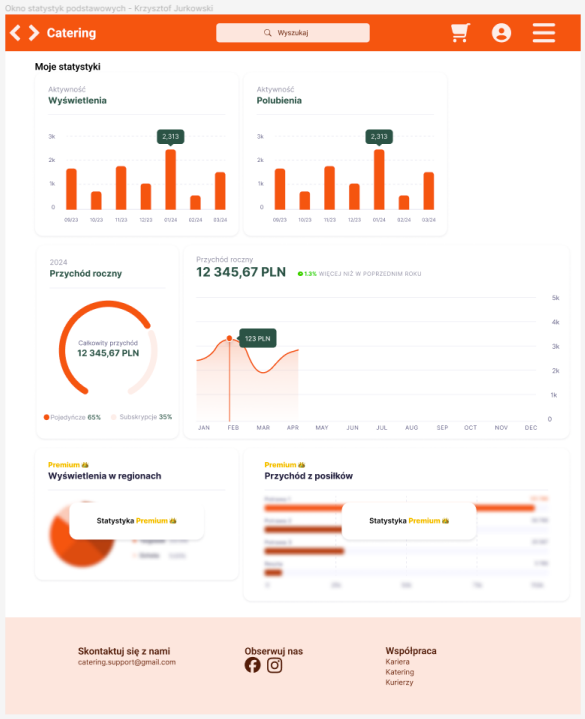 Okno statystyk podstawowych - Krzysztof Jurkowski
Catering
Wyszukaj
Moje statystyki
Aktywność
Wyświetlenia
2,313
3k
2k
1k
0
09/23 10/23 11/23 12/23 01/24 02/24 03/24
Aktywność
Polubienia
2,313
3k
2k
1k
0
09/23 10/23 11/23 12/23 01/24 02/24 03/24
2024
Przychód roczny
Całkowity przychód
12 345,67 PLN
Pojedyńcze 65% Subskrypcje 35%
Przychód roczny
12 345,67 PLN 1.3% WIĘCEJ NIŻ W POPRZEDNIM ROKU
5k
4k
3k
2k
1k
0
123 PLN
JAN FEB MAR APR MAY JUN JUL AUG SEP OCT NOV DEC
Premium
Wyświetlenia w regionach
Statystyka Premium
Premium
Przychód z posiłków
Statystyka Premium
Skontaktuj się z nami
catering.support@gmail.com
Obserwuj nas
Współpraca
Kariera
Katering
Kurierzy